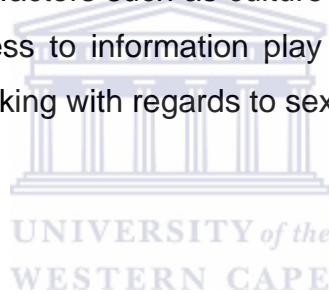 factors such as culture
ess to information play
king with regards to sex
UNIVERSITY of the
WESTERN CAPE